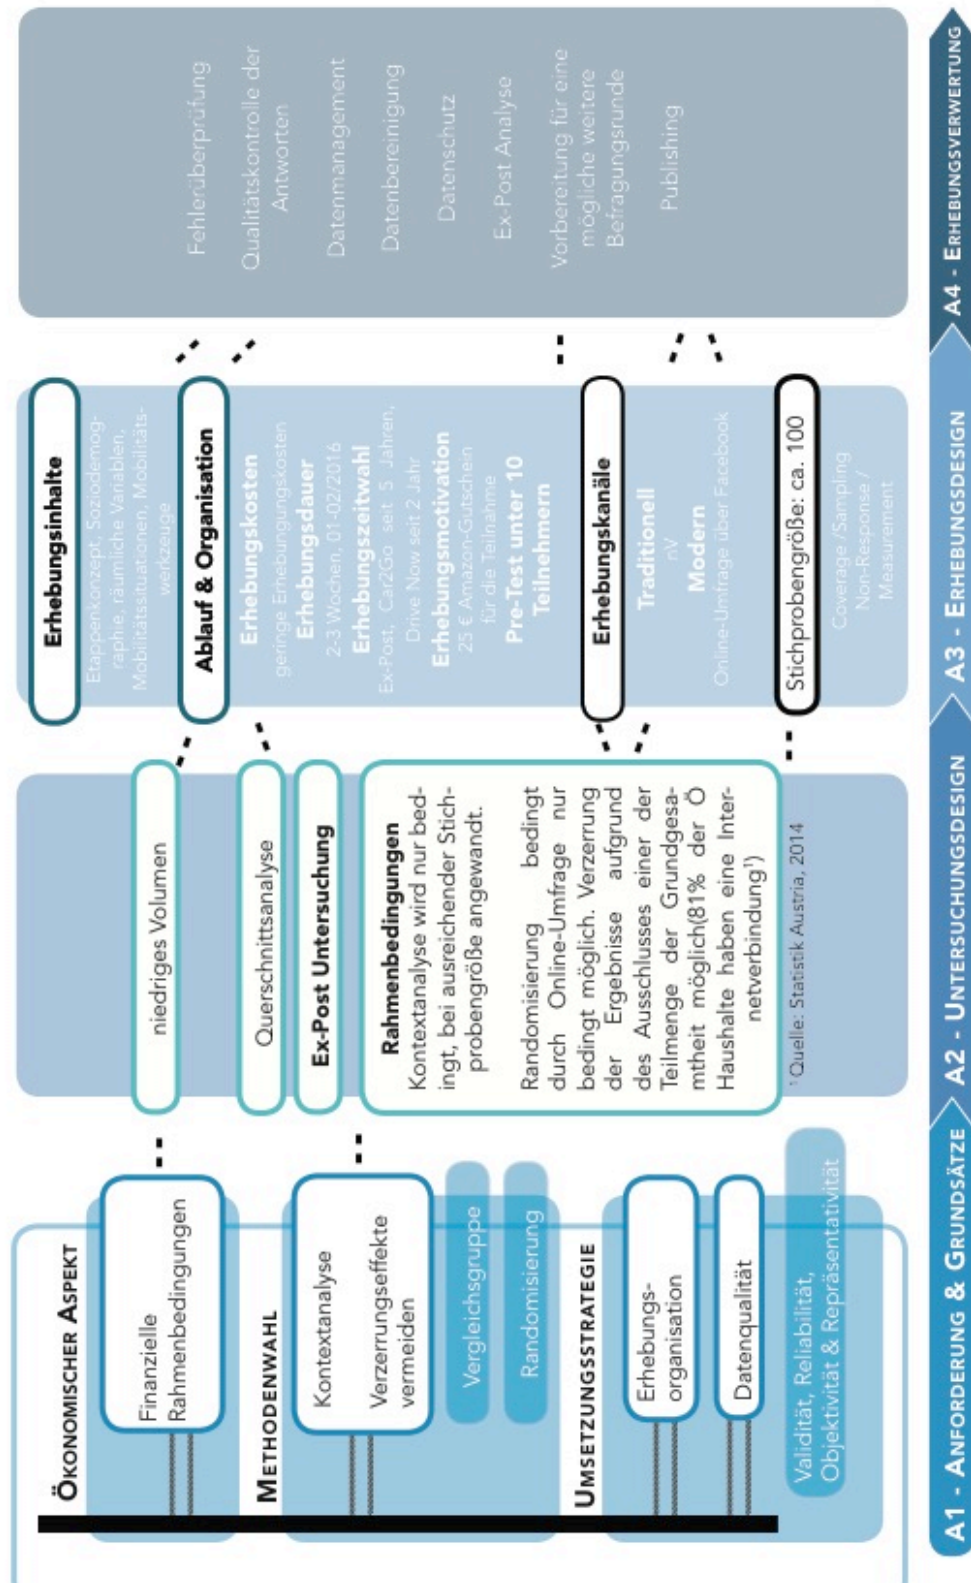 ÖKONOMISCHER ASPEKT
Finanzielle
Rahmenbedingungen
METHODENWAHL
Kontextanalyse
Verzerrungseffekte
vermeiden
Vergleichsgruppe
Randomisierung
UMSETZUNGSSTRATEGIE
Erhebungs-
organisation
Datenqualität
Validität, Reliabilität,
Objektivität & Repräsentativität
niedriges Volumen
Querschnittsanalyse
Ex-Post Untersuchung
Rahmenbedingungen
Kontextanalyse wird nur bed-
ingt, bei ausreichender Stich-
probengröße angewandt.
Randomisierung bedingt
durch Online-Umfrage nur
bedingt möglich. Verzerrung
der Ergebnisse aufgrund
des Ausschlusses einer der
Teilmenge der Grundgesa-
mtheit möglich(81% der Ö
Haushalte haben eine Inter-
netverbindung¹)
¹ Quelle: Statistik Austria, 2014
Erhebungsinhalte
Etappenkonzept, Soziodemog-
raphie, räumliche Variablen,
Mobilitätssituationen, Mobilitäts-
werkzeuge
Ablauf & Organisation
Erhebungskosten
geringe Erhebungungskosten
Erhebungsdauer
2-3 Wochen, 01-02/2016
Erhebungszeitwahl
Ex-Post, Car2Go seit 5 Jahren,
Drive Now seit 2 Jahr
Erhebungsmotivation
25 € Amazon-Gutschein
für die Teilnahme
Pre-Test unter 10
Teilnehmern
Erhebungskanäle
Traditionell
nV
Modern
Online-Umfrage über Facebook
Stichprobengröße: ca. 100
Coverage /Sampling
Non-Response /
Measurement
Fehlerüberprüfung
Qualitätskontrolle der
Antworten
Datenmanagement
Datenbereinigung
Datenschutz
Ex-Post Analyse
Vorbereitung für eine
mögliche weitere
Befragungsrunde
Publishing
A1 - ANFORDERUNG & GRUNDSÄTZE
A2 - UNTERSUCHUNGSDESIGN
A3 - ERHEBUNGSDESIGN
A4 - ERHEBUNGSVERWERTUNG